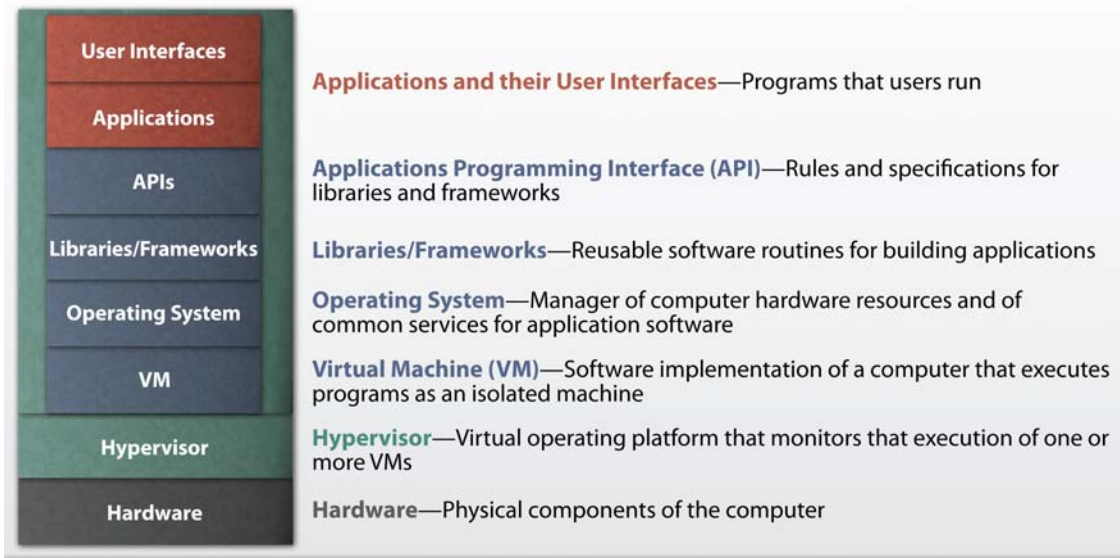 User Interfaces
Applications
APIs
Libraries/Frameworks
Operating System
VM
Hypervisor
Hardware
Applications and their User Interfaces—Programs that users run
Applications Programming Interface (API)—Rules and specifications for
libraries and frameworks
Libraries/Frameworks—Reusable software routines for building applications
Operating System—Manager of computer hardware resources and of
common services for application software
Virtual Machine (VM)—Software implementation of a computer that executes
programs as an isolated machine
Hypervisor—Virtual operating platform that monitors that execution of one or
more VMs
Hardware—Physical components of the computer